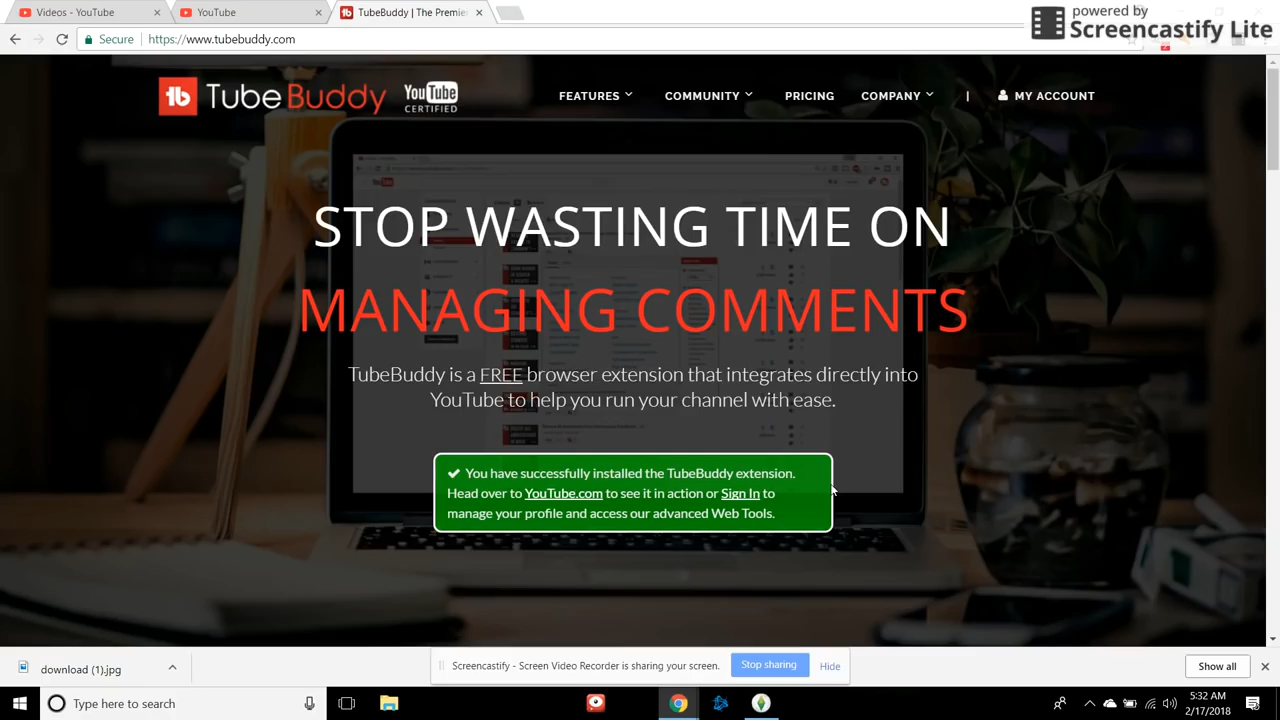 powered by
Screencastify Lite
Videos - YouTube
YouTube
TubeBuddy | The Premie
Secure
https://www.tubebuddy.com
tb TubeBuddy
YouTube
CERTIFIED
FEATURES
COMMUNITY
PRICING
COMPANY
|
MY ACCOUNT
STOP WASTING TIME ON
MANAGING COMMENTS
TubeBuddy is a FREE browser extension that integrates directly into
YouTube to help you run your channel with ease.
You have successfully installed the TubeBuddy extension.
Head over to YouTube.com to see it in action or Sign In to
manage your profile and access our advanced Web Tools.
download (1).jpg
Screencastify - Screen Video Recorder is sharing your screen.
Stop sharing
Hide
Show all
Type here to search
5:32 AM
2/17/2018